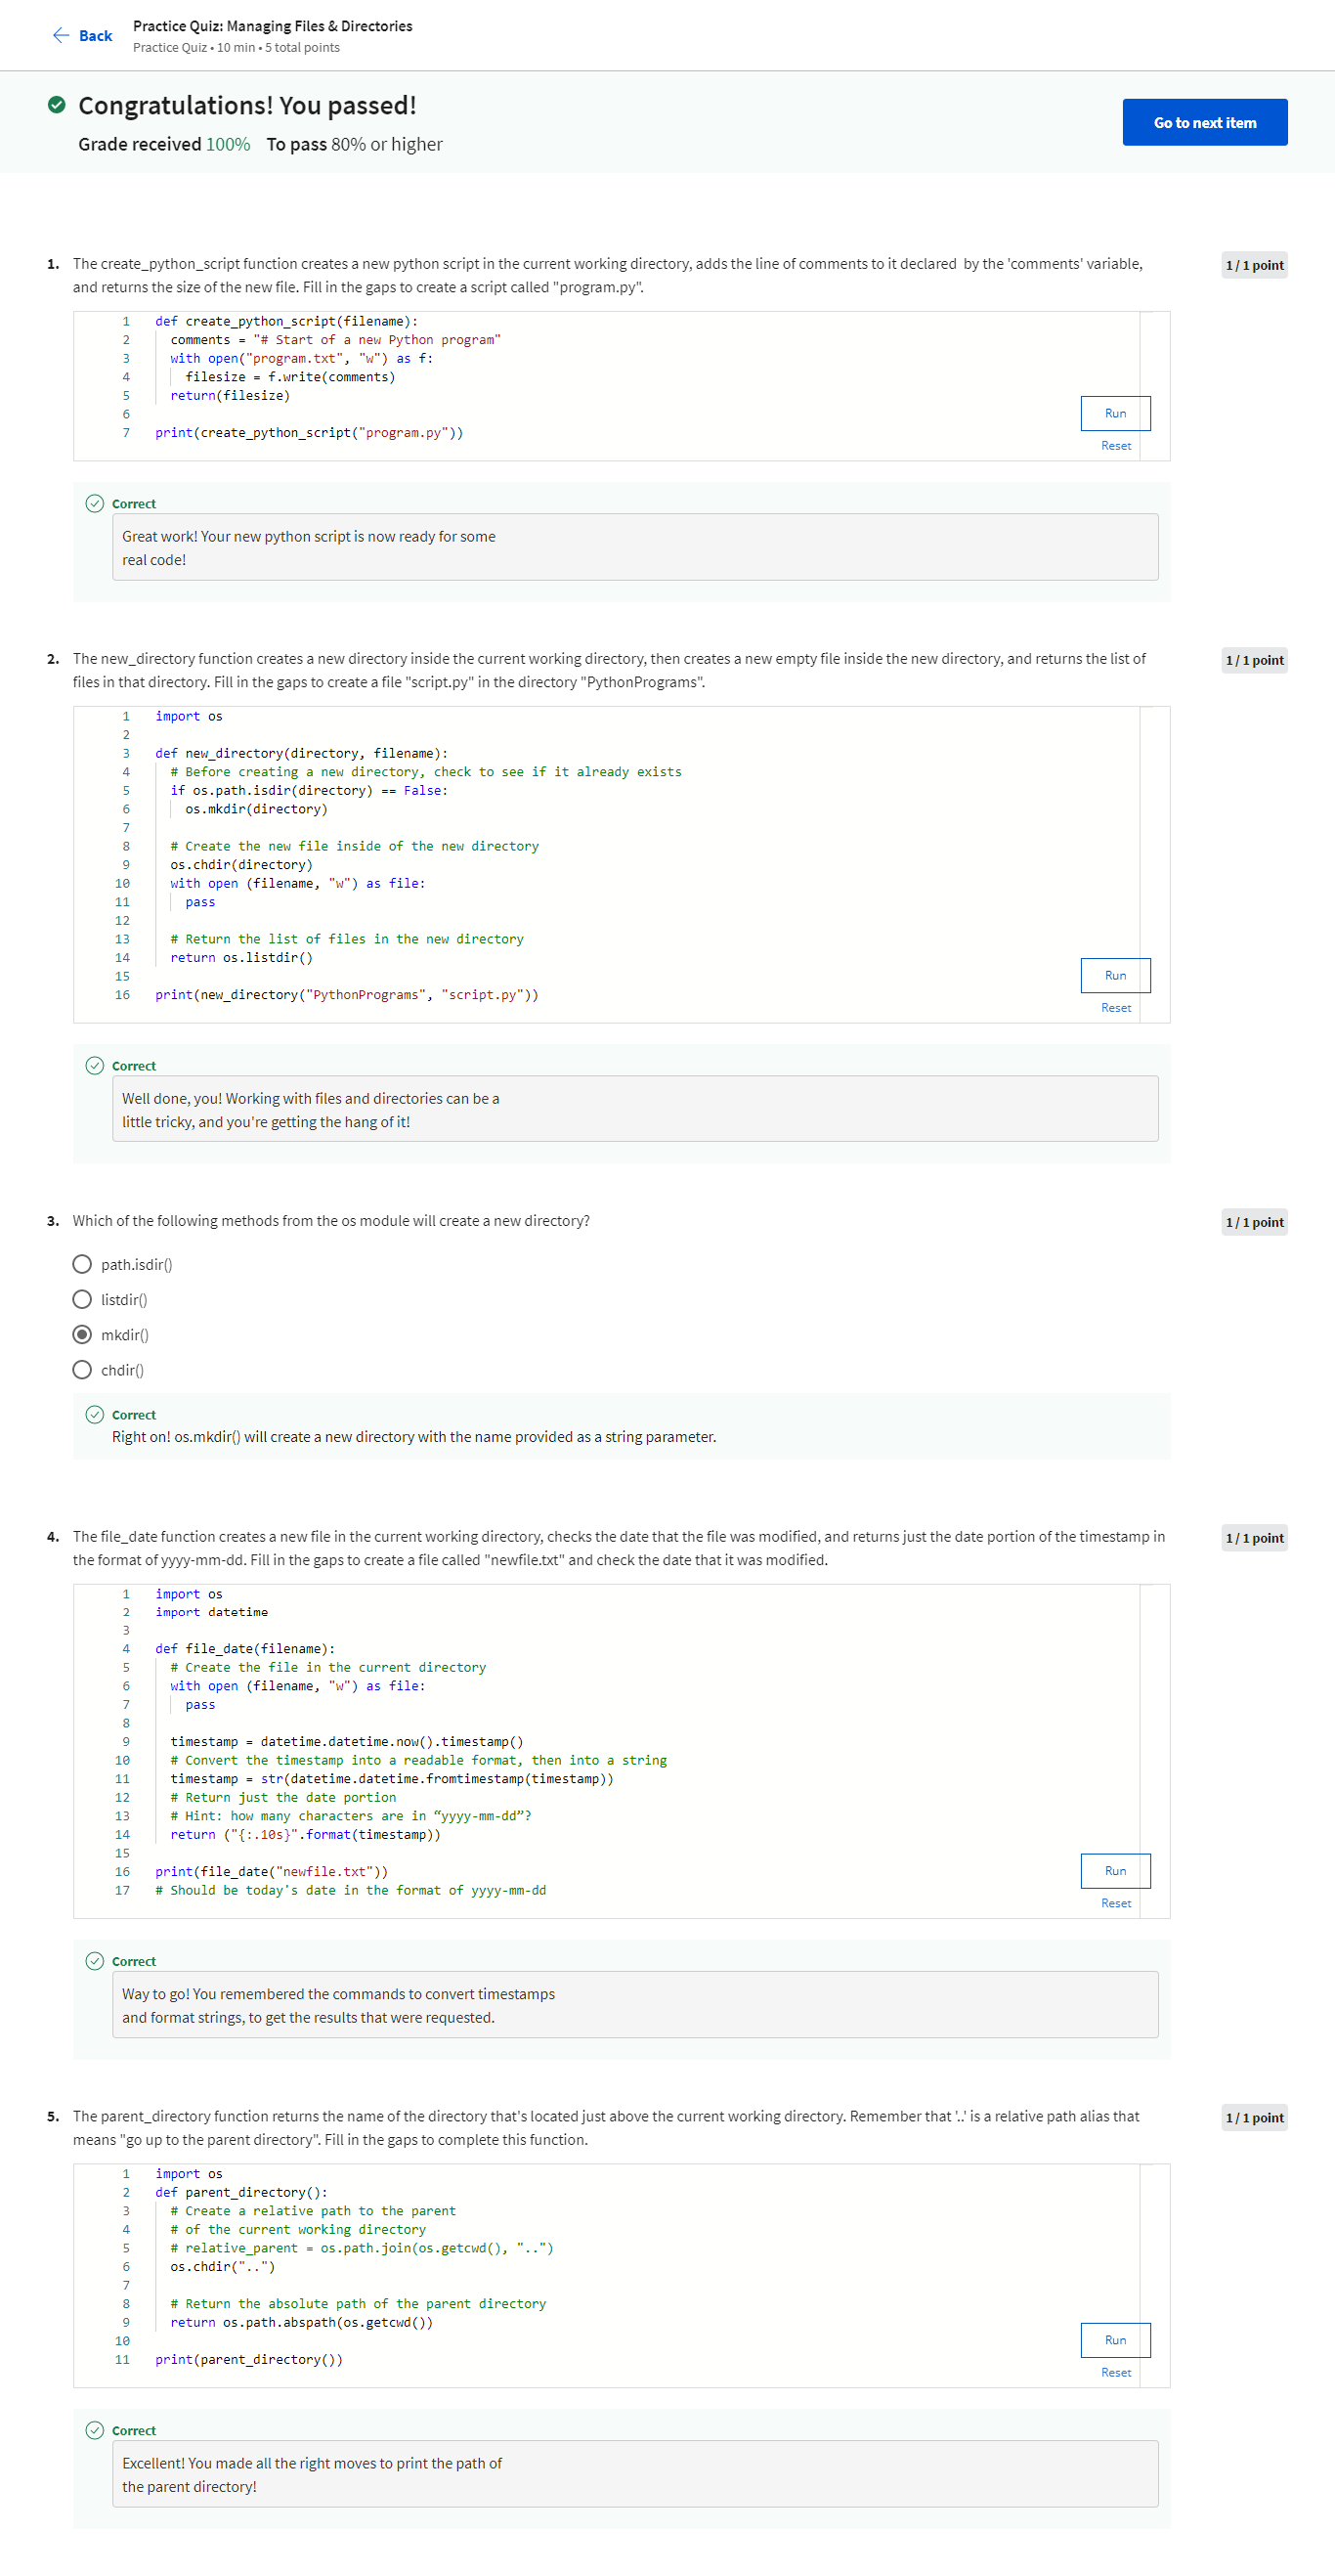 Back
Practice Quiz: Managing Files & Directories
Practice Quiz • 10 min • 5 total points
Congratulations! You passed!
Grade received 100% To pass 80% or higher
Go to next item
1. The create_python_script function creates a new python script in the current working directory, adds the line of comments to it declared by the 'comments' variable,
and returns the size of the new file. Fill in the gaps to create a script called "program.py".
1 / 1 point
1 def create_python_script(filename):
2 comments = "# Start of a new Python program"
3 with open("program.txt", "w") as f:
4 filesize = f.write(comments)
5 return(filesize)
6
7 print(create_python_script("program.py"))
Run
Reset
Correct
Great work! Your new python script is now ready for some
real code!
2. The new_directory function creates a new directory inside the current working directory, then creates a new empty file inside the new directory, and returns the list of
files in that directory. Fill in the gaps to create a file "script.py" in the directory "PythonPrograms".
1 / 1 point
1 import os
2
3 def new_directory(directory, filename):
4 # Before creating a new directory, check to see if it already exists
5 if os.path.isdir(directory) == False:
6 os.mkdir(directory)
7
8 # Create the new file inside of the new directory
9 os.chdir(directory)
10 with open (filename, "w") as file:
11 pass
12
13 # Return the list of files in the new directory
14 return os.listdir()
15
16 print(new_directory("PythonPrograms", "script.py"))
Run
Reset
Correct
Well done, you! Working with files and directories can be a
little tricky, and you're getting the hang of it!
3. Which of the following methods from the os module will create a new directory?
1 / 1 point
path.isdir()
listdir()
mkdir()
chdir()
Correct
Right on! os.mkdir() will create a new directory with the name provided as a string parameter.
4. The file_date function creates a new file in the current working directory, checks the date that the file was modified, and returns just the date portion of the timestamp in
the format of yyyy-mm-dd. Fill in the gaps to create a file called "newfile.txt" and check the date that it was modified.
1 / 1 point
1 import os
2 import datetime
3
4 def file_date(filename):
5 # Create the file in the current directory
6 with open (filename, "w") as file:
7 pass
8
9 timestamp = datetime.datetime.now().timestamp()
10 # Convert the timestamp into a readable format, then into a string
11 timestamp = str(datetime.datetime.fromtimestamp(timestamp))
12 # Return just the date portion
13 # Hint: how many characters are in “yyyy-mm-dd”?
14 return ("{:.10s}".format(timestamp))
15
16 print(file_date("newfile.txt"))
17 # Should be today's date in the format of yyyy-mm-dd
Run
Reset
Correct
Way to go! You remembered the commands to convert timestamps
and format strings, to get the results that were requested.
5. The parent_directory function returns the name of the directory that's located just above the current working directory. Remember that '..' is a relative path alias that
means "go up to the parent directory". Fill in the gaps to complete this function.
1 / 1 point
1 import os
2 def parent_directory():
3 # Create a relative path to the parent
4 # of the current working directory
5 # relative_parent = os.path.join(os.getcwd(), "..")
6 os.chdir("..")
7
8 # Return the absolute path of the parent directory
9 return os.path.abspath(os.getcwd())
10
11 print(parent_directory())
Run
Reset
Correct
Excellent! You made all the right moves to print the path of
the parent directory!